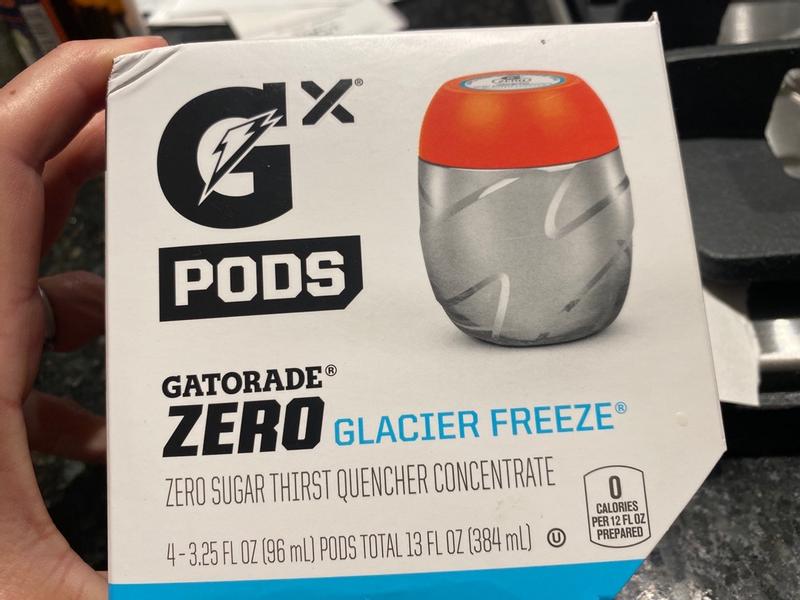 Gx®
PODS
GATORADE®
ZERO GLACIER FREEZE®
ZERO SUGAR THIRST QUENCHER CONCENTRATE
4 - 3.25 FL OZ (96 mL) PODS TOTAL 13 FL OZ (384 mL) U
0
CALORIES
PER 12 FL OZ
PREPARED